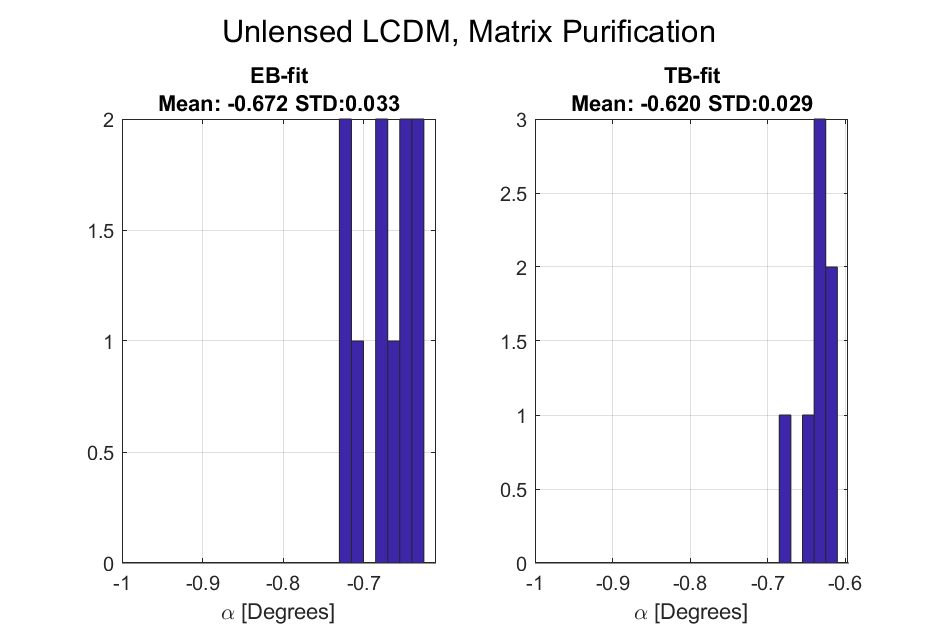 Unlensed LCDM, Matrix Purification
EB-fit
Mean: -0.672 STD:0.033
2
1.5
1
0.5
0
-1 -0.9 -0.8 -0.7
α [Degrees]
TB-fit
Mean: -0.620 STD:0.029
3
2.5
2
1.5
1
0.5
0
-1 -0.9 -0.8 -0.7 -0.6
α [Degrees]